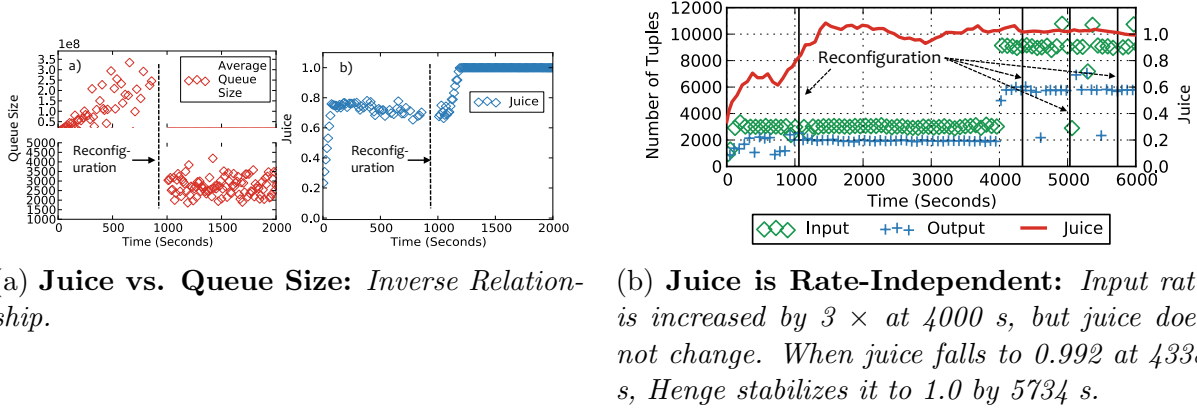 1e8
a)
3.5
3.0
2.5
2.0
1.5
1.0
0.5
Average
Queue
Size
Queue Size
5000
4500
4000
3500
3000
2500
2000
1500
1000
Reconfig-
uration
0 500 1000 1500 2000
Time (Seconds)
b)
1.0
0.8
0.6
0.4
0.2
0.0
Juice
Juice
Reconfig-
uration
0 500 1000 1500 2000
Time (Seconds)
12000
10000
8000
6000
4000
2000
0
Number of Tuples
Reconfiguration
1.0
0.8
0.6
0.4
0.2
0.0
Juice
0 1000 2000 3000 4000 5000 6000
Time (Seconds)
Input Output Juice
(a) Juice vs. Queue Size: Inverse Relation-
ship.
(b) Juice is Rate-Independent: Input rat
is increased by 3 × at 4000 s, but juice doe
not change. When juice falls to 0.992 at 433
s, Henge stabilizes it to 1.0 by 5734 s.